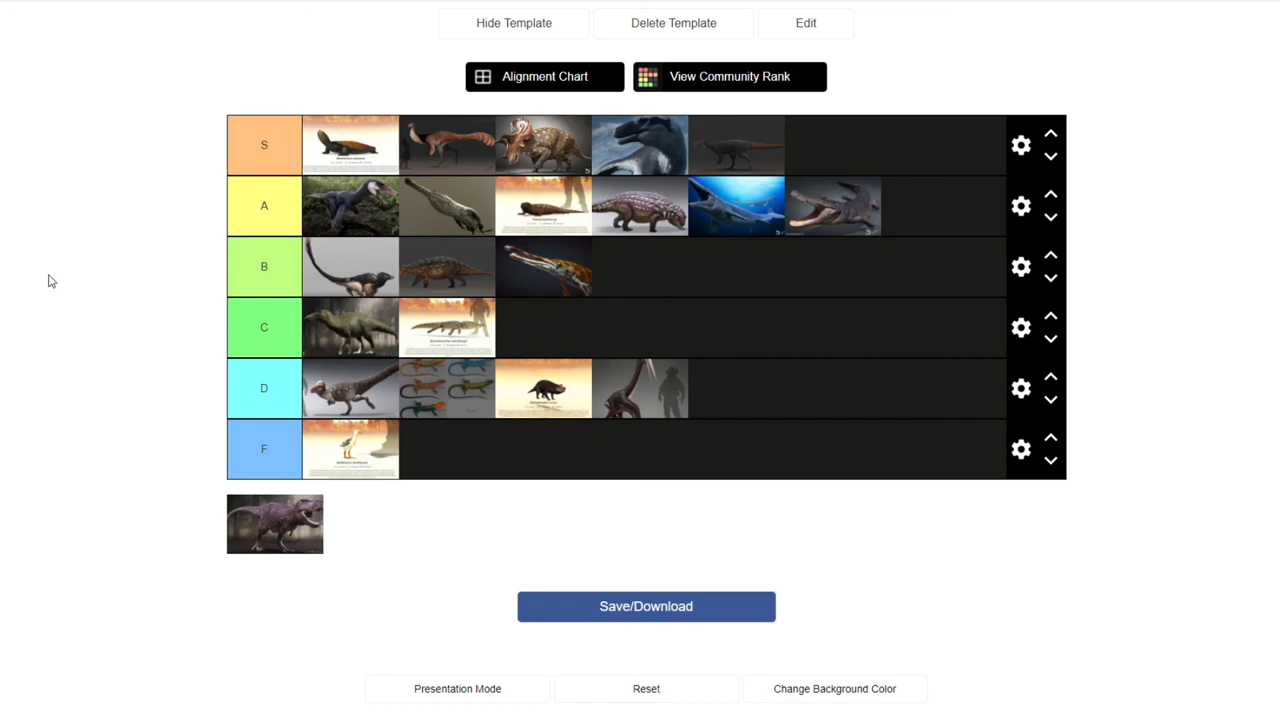 Hide Template
Delete Template
Edit
Alignment Chart
View Community Rank
S
A
B
C
D
F
Save/Download
Presentation Mode
Reset
Change Background Color